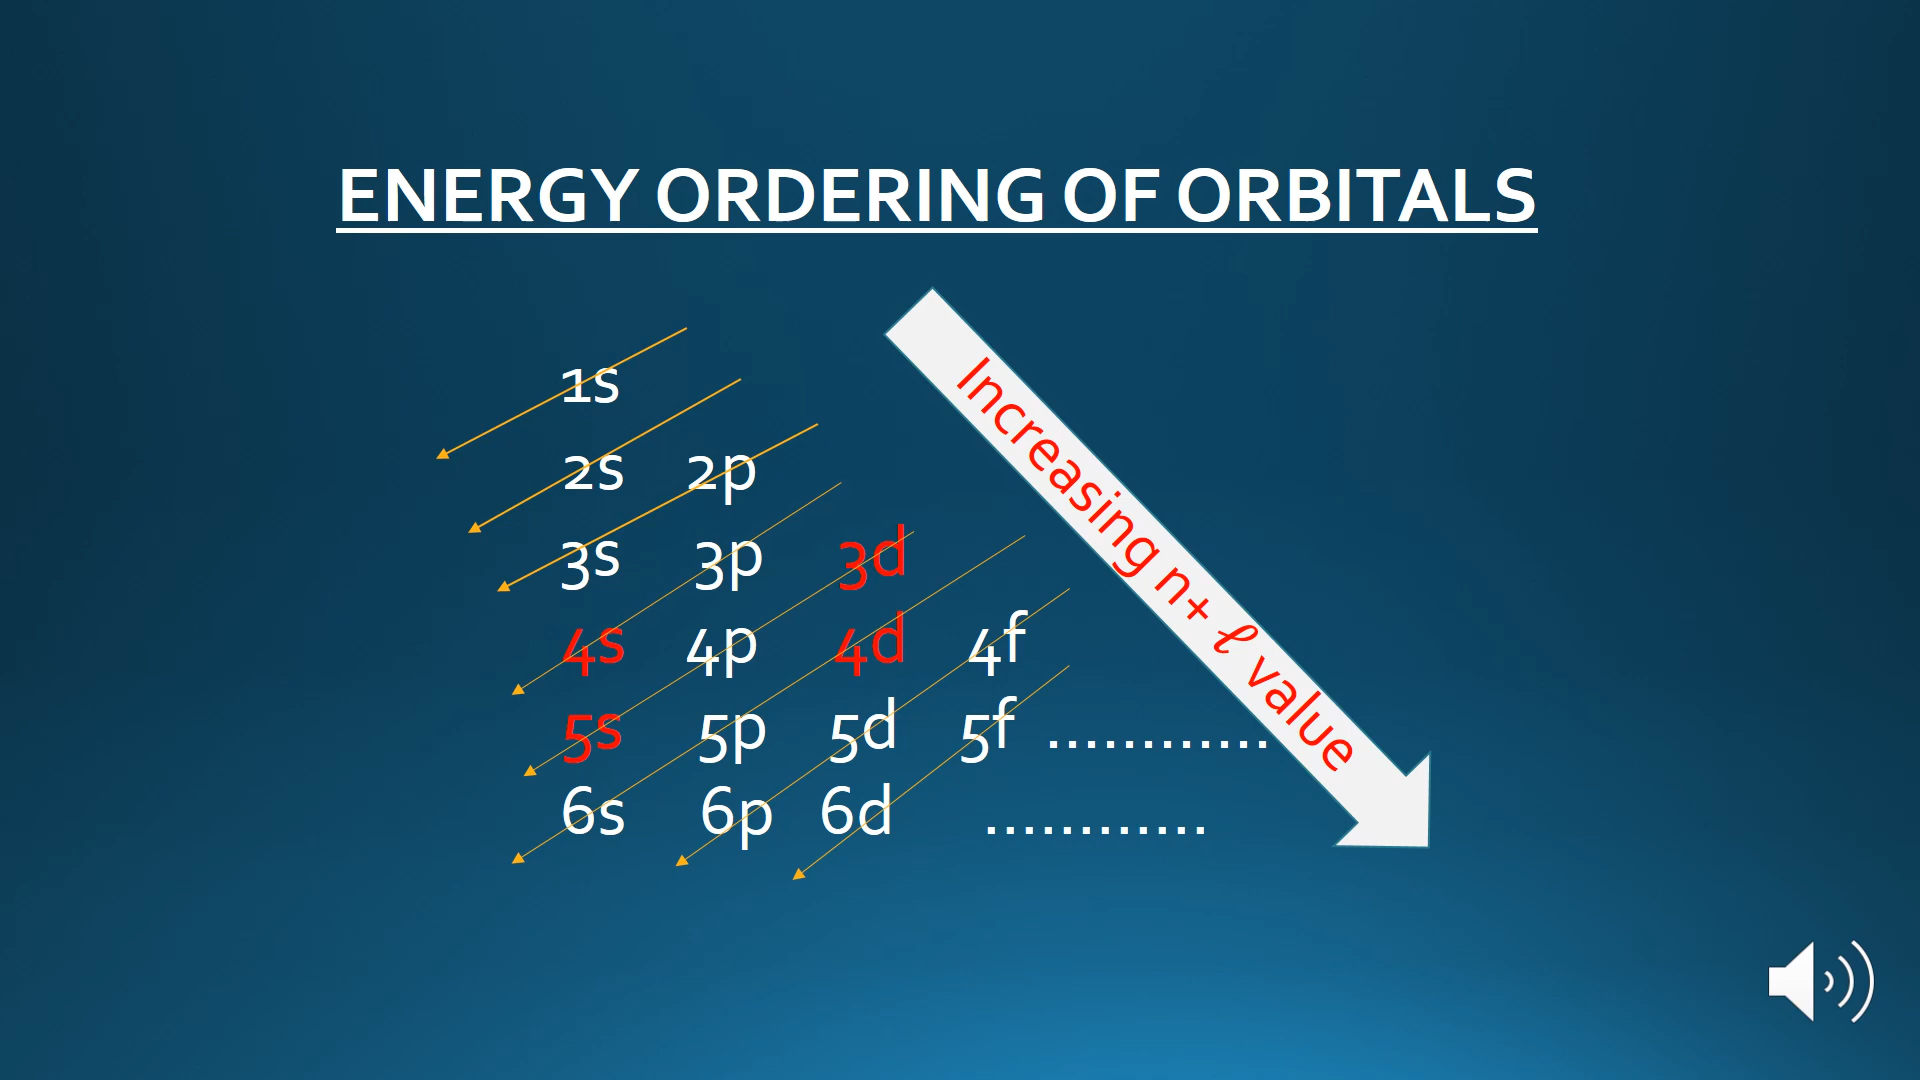 ENERGY ORDERING OF ORBITALS
1s
2s 2p
3s 3p 3d
4s 4p 4d 4f
5s 5p 5d 5f ............
6s 6p 6d ............
Increasing n+ ℓ value